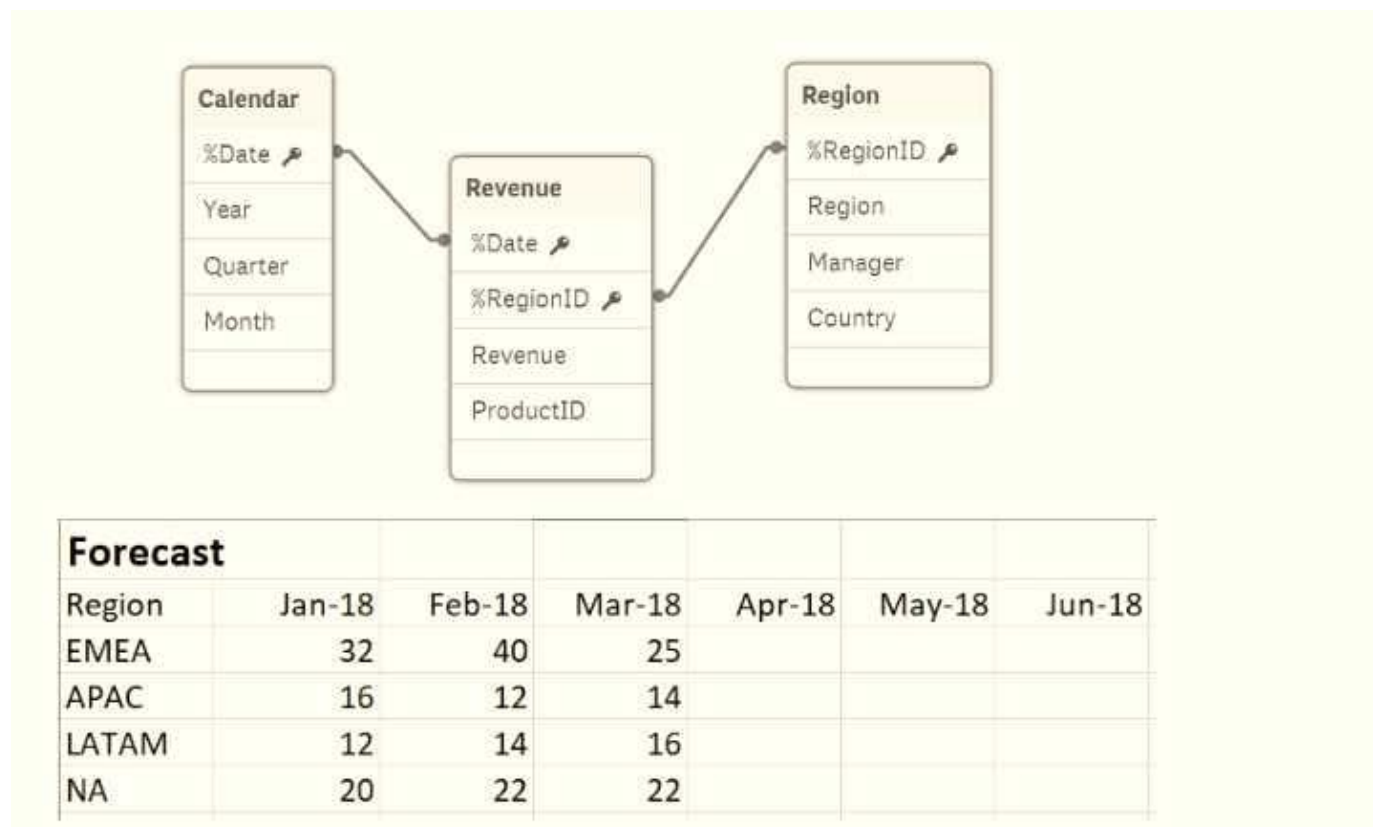 Calendar
%Date
Year
Quarter
Month
Revenue
%Date
%RegionID
Revenue
ProductID
Region
%RegionID
Region
Manager
Country
Forecast
Region Jan-18 Feb-18 Mar-18 Apr-18 May-18 Jun-18
EMEA 32 40 25
APAC 16 12 14
LATAM 12 14 16
NA 20 22 22